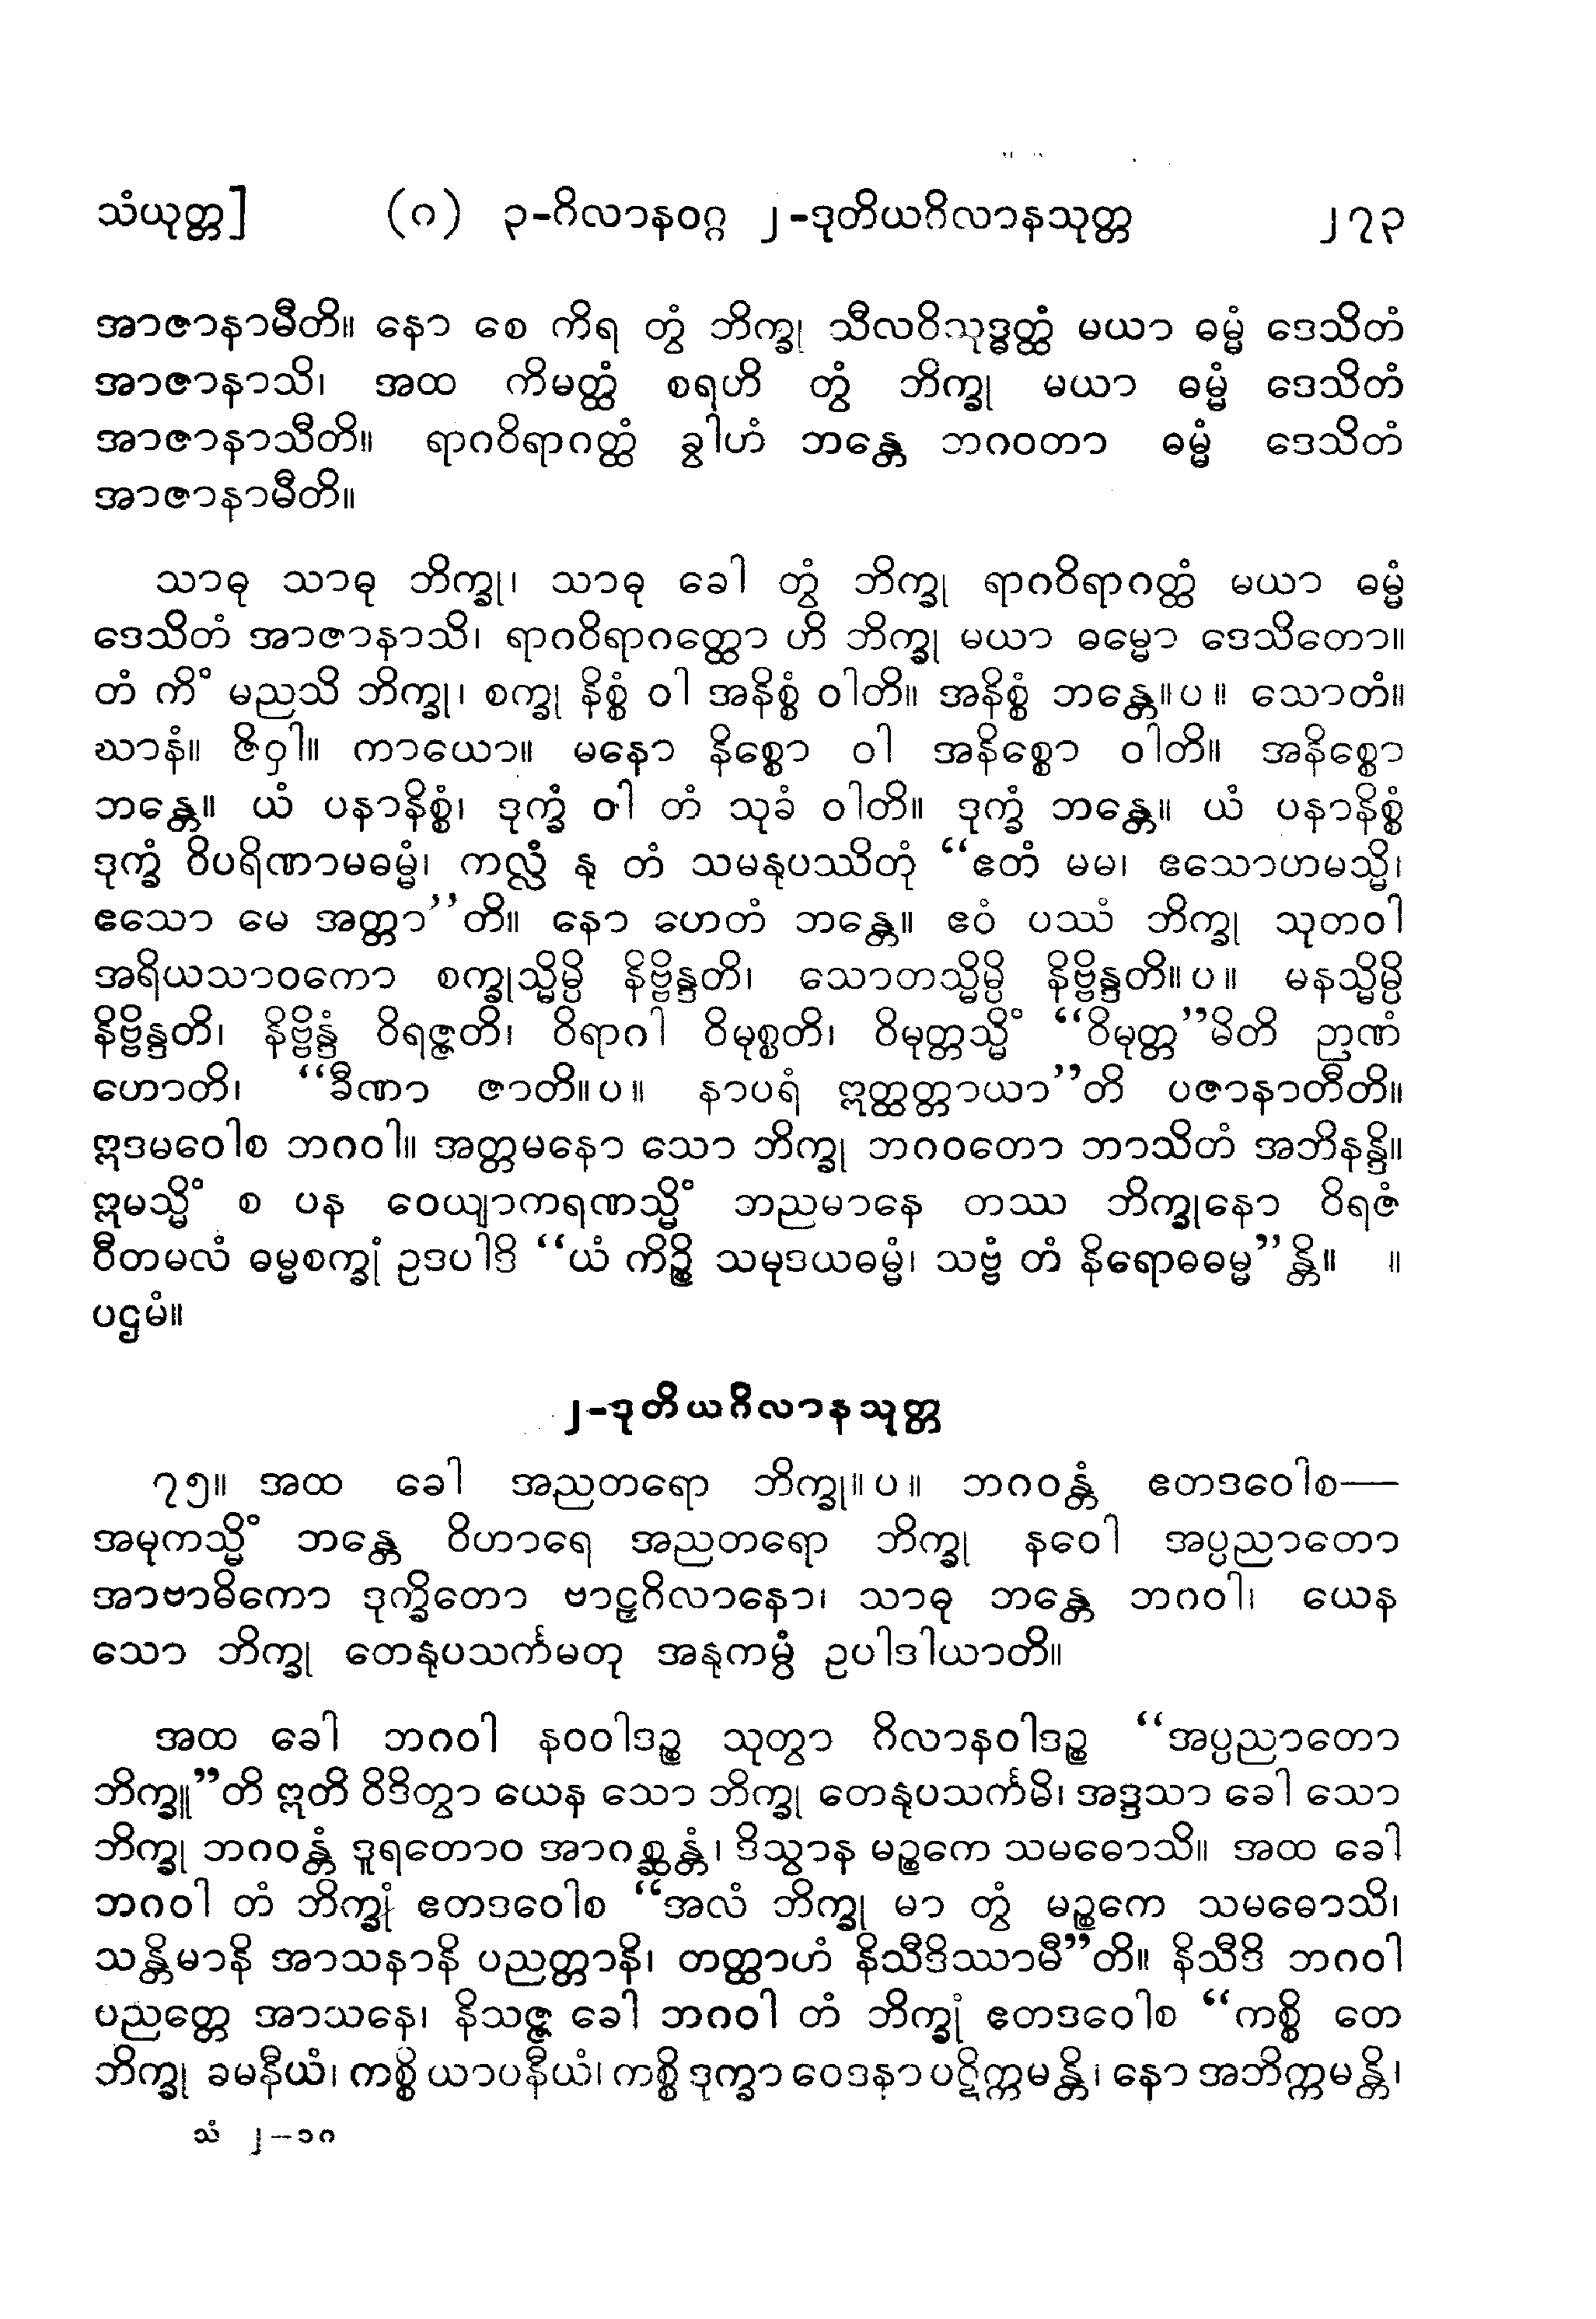 သံယုတ္တ] (ဂ) ၃-ဂိလာနဝဂ္ဂ ၂-ဒုတိယဂိလာနသုတ္တ ၂၇၃
အာဇာနာမီတိ။ နော စေ ကိရ တွံ ဘိက္ခု သီလဝိသုဒ္ဓတ္ထံ မယာ ဓမ္မံ ဒေသိတံ
အာဇာနာသိ၊ အထ ကိမတ္ထံ စရဟိ တွံ ဘိက္ခု မယာ ဓမ္မံ ဒေသိတံ
အာဇာနာသီတိ။ ရာဂဝိရာဂတ္ထံ ခွါဟံ ဘန္တေ ဘဂဝတာ ဓမ္မံ ဒေသိတံ
အာဇာနာမီတိ။
သာဓု သာဓု ဘိက္ခု၊ သာဓု ခေါ တွံ ဘိက္ခု ရာဂဝိရာဂတ္ထံ မယာ ဓမ္မံ
ဒေသိတံ အာဇာနာသိ၊ ရာဂဝိရာဂတ္ထော ဟိ ဘိက္ခု မယာ ဓမ္မော ဒေသိတော။
တံ ကိံ မညသိ ဘိက္ခု၊ စက္ခု နိစ္စံ ဝါ အနိစ္စံ ဝါတိ။ အနိစ္စံ ဘန္တေ။ပ။ သောတံ။
ဃာနံ။ ဇိဝှါ။ ကာယော။ မနော နိစ္စော ဝါ အနိစ္စော ဝါတိ။ အနိစ္စော
ဘန္တေ။ ယံ ပနာနိစ္စံ၊ ဒုက္ခံ ဝါ တံ သုခံ ဝါတိ။ ဒုက္ခံ ဘန္တေ။ ယံ ပနာနိစ္စံ
ဒုက္ခံ ဝိပရိဏာမဓမ္မံ၊ ကလ္လံ နု တံ သမနုပဿိတုံ “ဧတံ မမ၊ ဧသောဟမသ္မိ၊
ဧသော မေ အတ္တာ”တိ။ နော ဟေတံ ဘန္တေ။ ဧဝံ ပဿံ ဘိက္ခု သုတဝါ
အရိယသာဝကော စက္ခုသ္မိမ္ပိ နိဗ္ဗိန္ဒတိ၊ သောတသ္မိမ္ပိ နိဗ္ဗိန္ဒတိ။ပ။ မနသ္မိမ္ပိ
နိဗ္ဗိန္ဒတိ၊ နိဗ္ဗိန္ဒံ ဝိရဇ္ဇတိ၊ ဝိရာဂါ ဝိမုစ္စတိ၊ ဝိမုတ္တသ္မိံ “ဝိမုတ္တ”မိတိ ဉာဏံ
ဟောတိ၊ “ခီဏာ ဇာတိ။ပ။ နာပရံ ဣတ္ထတ္တာယာ”တိ ပဇာနာတီတိ။
ဣဒမဝေါစ ဘဂဝါ။ အတ္တမနော သော ဘိက္ခု ဘဂဝတော ဘာသိတံ အဘိနန္ဒိ။
ဣမသ္မိံ စ ပန ဝေယျာကရဏသ္မိံ ဘညမာနေ တဿ ဘိက္ခုနော ဝိရဇံ
ဝီတမလံ ဓမ္မစက္ခုံ ဥဒပါဒိ “ယံ ကိဉ္စိ သမုဒယဓမ္မံ၊ သဗ္ဗံ တံ နိရောဓဓမ္မ”န္တိ။ ။
ပဌမံ။
၂-ဒုတိယဂိလာနသုတ္တ
၇၅။ အထ ခေါ အညတရော ဘိက္ခု။ပ။ ဘဂဝန္တံ ဧတဒဝေါစ—
အမုကသ္မိံ ဘန္တေ ဝိဟာရေ အညတရော ဘိက္ခု နဝေါ အပ္ပညာတော
အာဗာဓိကော ဒုက္ခိတော ဗာဠှဂိလာနော၊ သာဓု ဘန္တေ ဘဂဝါ၊ ယေန
သော ဘိက္ခု တေနုပသင်္ကမတု အနုကမ္ပံ ဥပါဒါယာတိ။
အထ ခေါ ဘဂဝါ နဝဝါဒဉ္စ သုတွာ ဂိလာနဝါဒဉ္စ “အပ္ပညာတော
ဘိက္ခူ”တိ ဣတိ ဝိဒိတွာ ယေန သော ဘိက္ခု တေနုပသင်္ကမိ၊ အဒ္ဒသာ ခေါ သော
ဘိက္ခု ဘဂဝန္တံ ဒူရတောဝ အာဂစ္ဆန္တံ၊ ဒိသွာန မဉ္စကေ သမဓောသိ။ အထ ခေါ
ဘဂဝါ တံ ဘိက္ခုံ ဧတဒဝေါစ “အလံ ဘိက္ခု မာ တွံ မဉ္စကေ သမဓောသိ၊
သန္တိမာနိ အာသနာနိ ပညတ္တာနိ၊ တတ္ထာဟံ နိသီဒိဿာမီ”တိ။ နိသီဒိ ဘဂဝါ
ပညတ္တေ အာသနေ၊ နိသဇ္ဇ ခေါ ဘဂဝါ တံ ဘိက္ခုံ ဧတဒဝေါစ “ကစ္စိ တေ
ဘိက္ခု ခမနီယံ၊ ကစ္စိ ယာပနီယံ၊ ကစ္စိ ဒုက္ခာ ဝေဒနာ ပဋိက္ကမန္တိ၊ နော အဘိက္ကမန္တိ၊
သံ ၂-၁၈